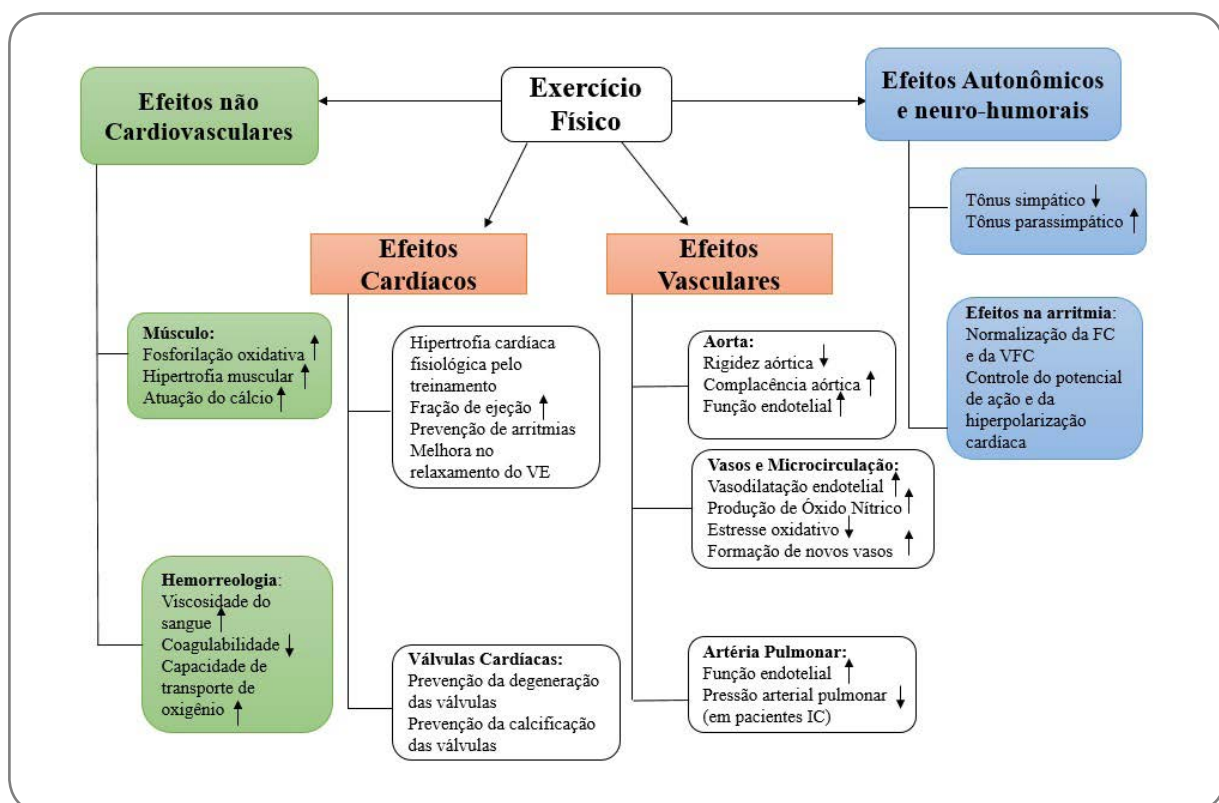 Exercício
Físico
Efeitos não
Cardiovasculares
Músculo:
Fosforilação oxidativa ↑
Hipertrofia muscular ↑
Atuação do cálcio ↑
Hemorreologia:
Viscosidade do
sangue ↑
Coagulabilidade ↓
Capacidade de
transporte de
oxigênio ↑
Efeitos
Cardíacos
Hipertrofia cardíaca
fisiológica pelo
treinamento
Fração de ejeção ↑
Prevenção de arritmias
Melhora no
relaxamento do VE
Válvulas Cardíacas:
Prevenção da degeneração
das válvulas
Prevenção da calcificação
das válvulas
Efeitos
Vasculares
Aorta:
Rigidez aórtica ↓
Complacência aórtica ↑
Função endotelial ↑
Vasos e Microcirculação:
Vasodilatação endotelial ↑
Produção de Óxido Nítrico ↑
Estresse oxidativo ↓
Formação de novos vasos ↑
Artéria Pulmonar:
Função endotelial ↑
Pressão arterial pulmonar ↓
(em pacientes IC)
Efeitos Autonômicos
e neuro-humorais
Tônus simpático ↓
Tônus parassimpático ↑
Efeitos na arritmia:
Normalização da FC
e da VFC
Controle do potencial
de ação e da
hiperpolarização
cardíaca